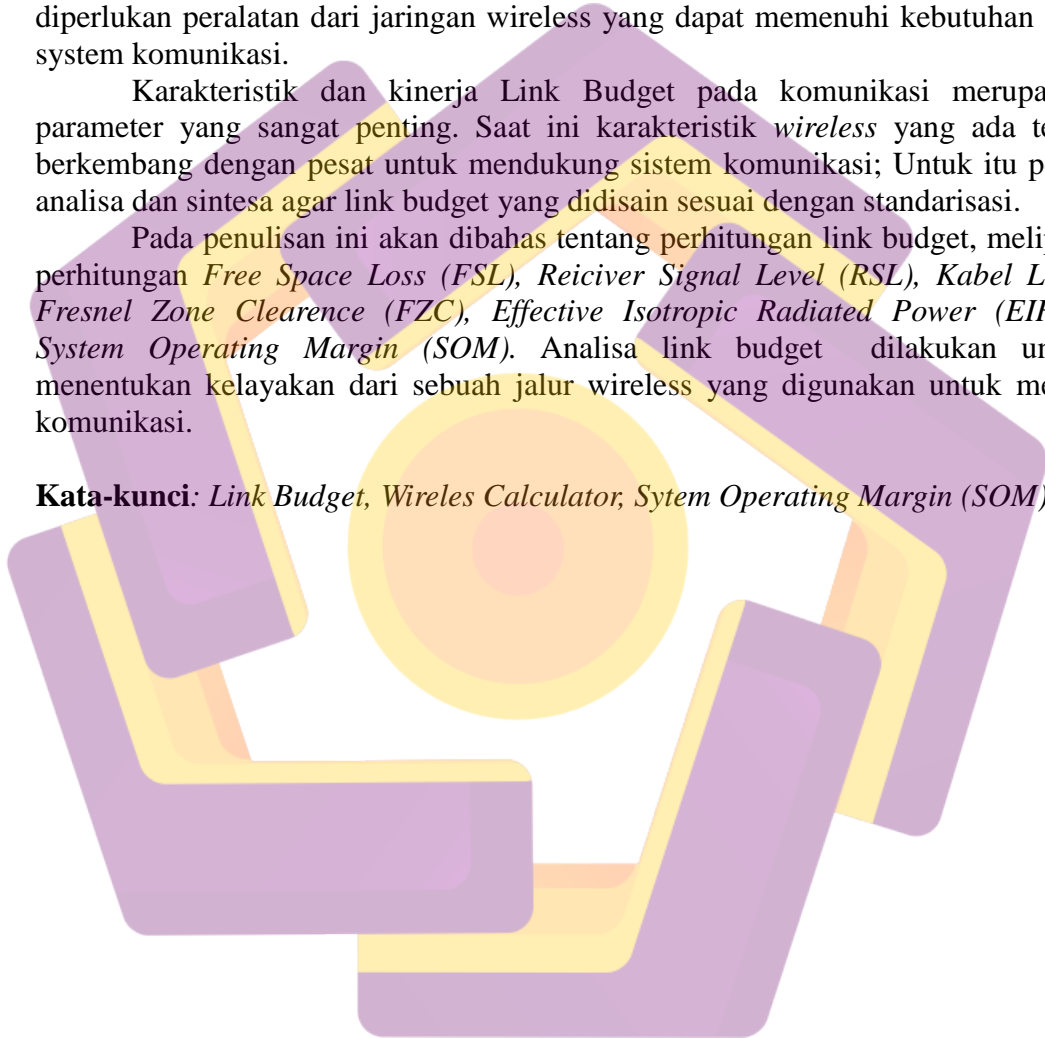 diperlukan peralatan dari jaringan wireless yang dapat memenuhi kebutuhan
system komunikasi.
Karakteristik dan kinerja Link Budget pada komunikasi merupa
parameter yang sangat penting. Saat ini karakteristik wireless yang ada te
berkembang dengan pesat untuk mendukung sistem komunikasi; Untuk itu p
analisa dan sintesa agar link budget yang didisain sesuai dengan standarisasi.
Pada penulisan ini akan dibahas tentang perhitungan link budget, melip
perhitungan Free Space Loss (FSL), Reiciver Signal Level (RSL), Kabel L
Fresnel Zone Clearence (FZC), Effective Isotropic Radiated Power (EI
System Operating Margin (SOM). Analisa link budget dilakukan un
menentukan kelayakan dari sebuah jalur wireless yang digunakan untuk me
komunikasi.
Kata-kunci: Link Budget, Wireles Calculator, Sytem Operating Margin (SOM)